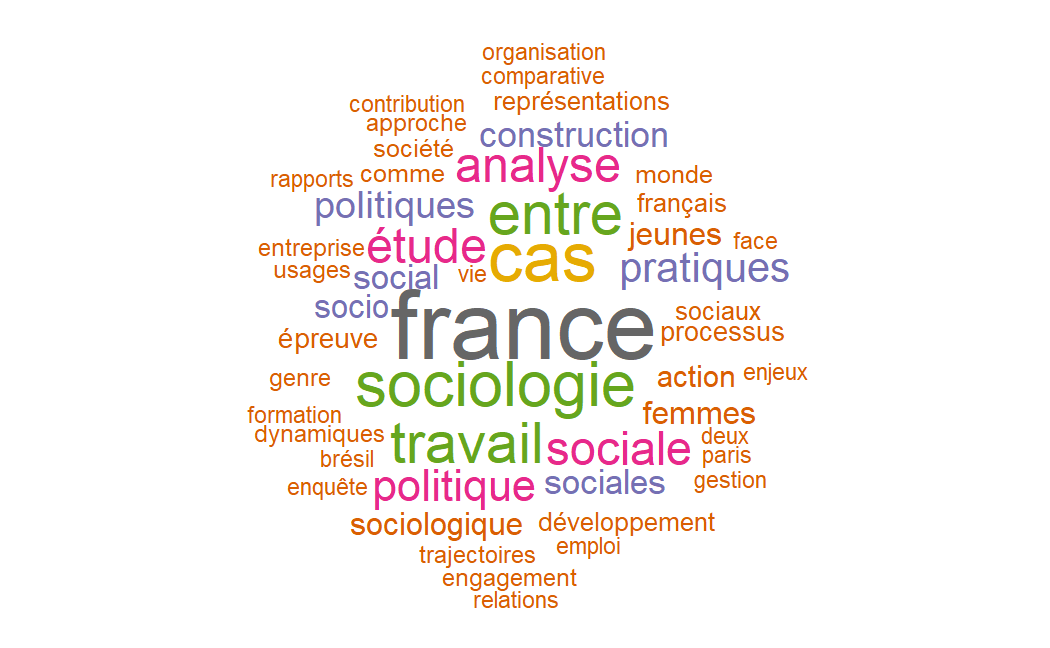 organisation
comparative
contribution représentations
approche construction
société analyse
rapports comme monde
politiques entre français
entreprise étude cas jeunes face
usages social vie pratiques
socio france sociaux
épreuve processus
genre sociologie action enjeux
formation femmes
dynamiques travail sociale deux
brésil paris
enquête politique sociales gestion
sociologique développement
trajectoires emploi
engagement
relations